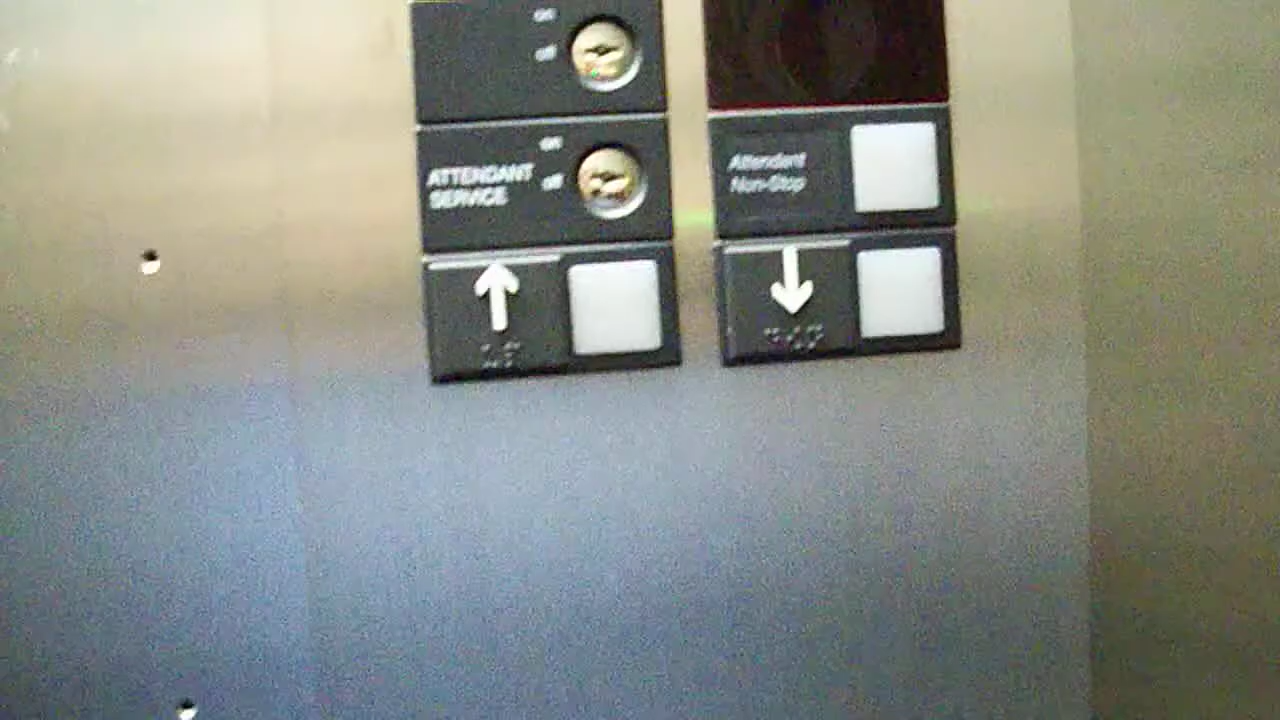 on
off
on
ATTENDANT
off
SERVICE
Attendant
Non-Stop